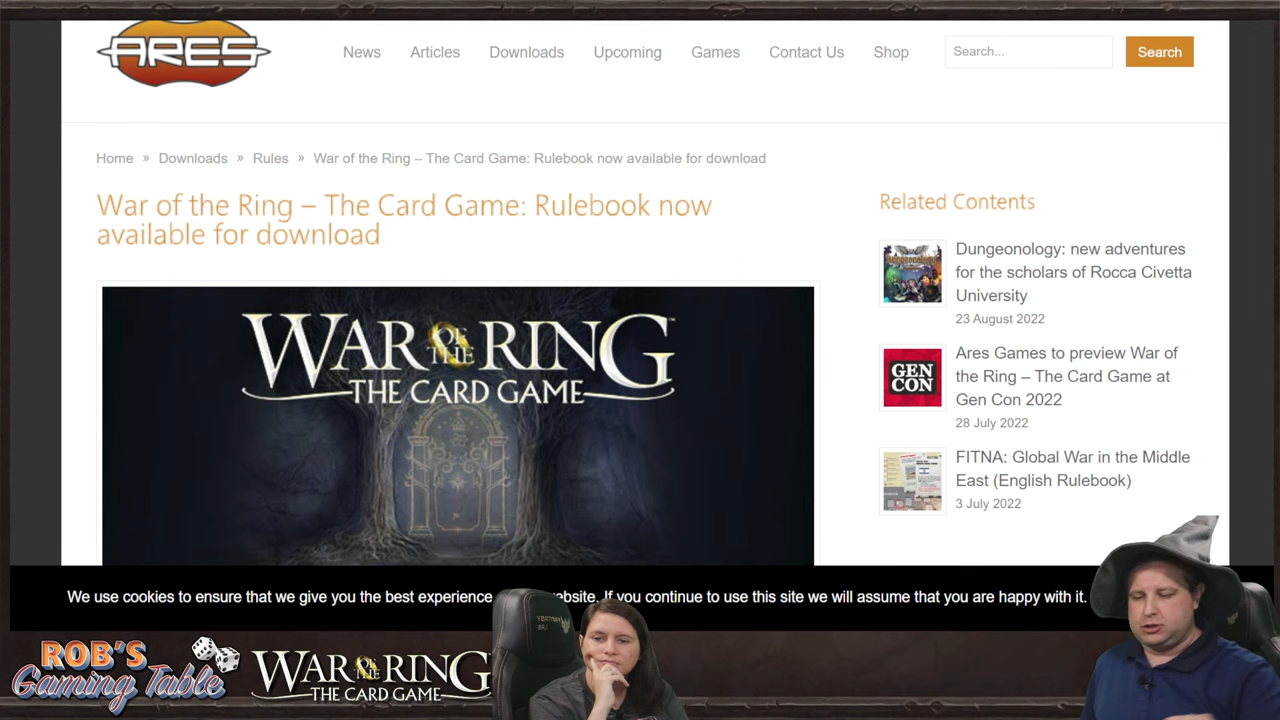 ARES
News Articles Downloads Upcoming Games Contact Us Shop Search... Search
Home » Downloads » Rules » War of the Ring – The Card Game: Rulebook now available for download
War of the Ring – The Card Game: Rulebook now
available for download
WAR OF THE RING™
THE CARD GAME
Related Contents
Dungeonology: new adventures
for the scholars of Rocca Civetta
University
23 August 2022
GEN
CON
Ares Games to preview War of
the Ring – The Card Game at
Gen Con 2022
28 July 2022
FITNA: Global War in the Middle
East (English Rulebook)
3 July 2022
We use cookies to ensure that we give you the best experience website. If you continue to use this site we will assume that you are happy with it.
ROB'S
Gaming Table
WAR OF THE RING
THE CARD GAME